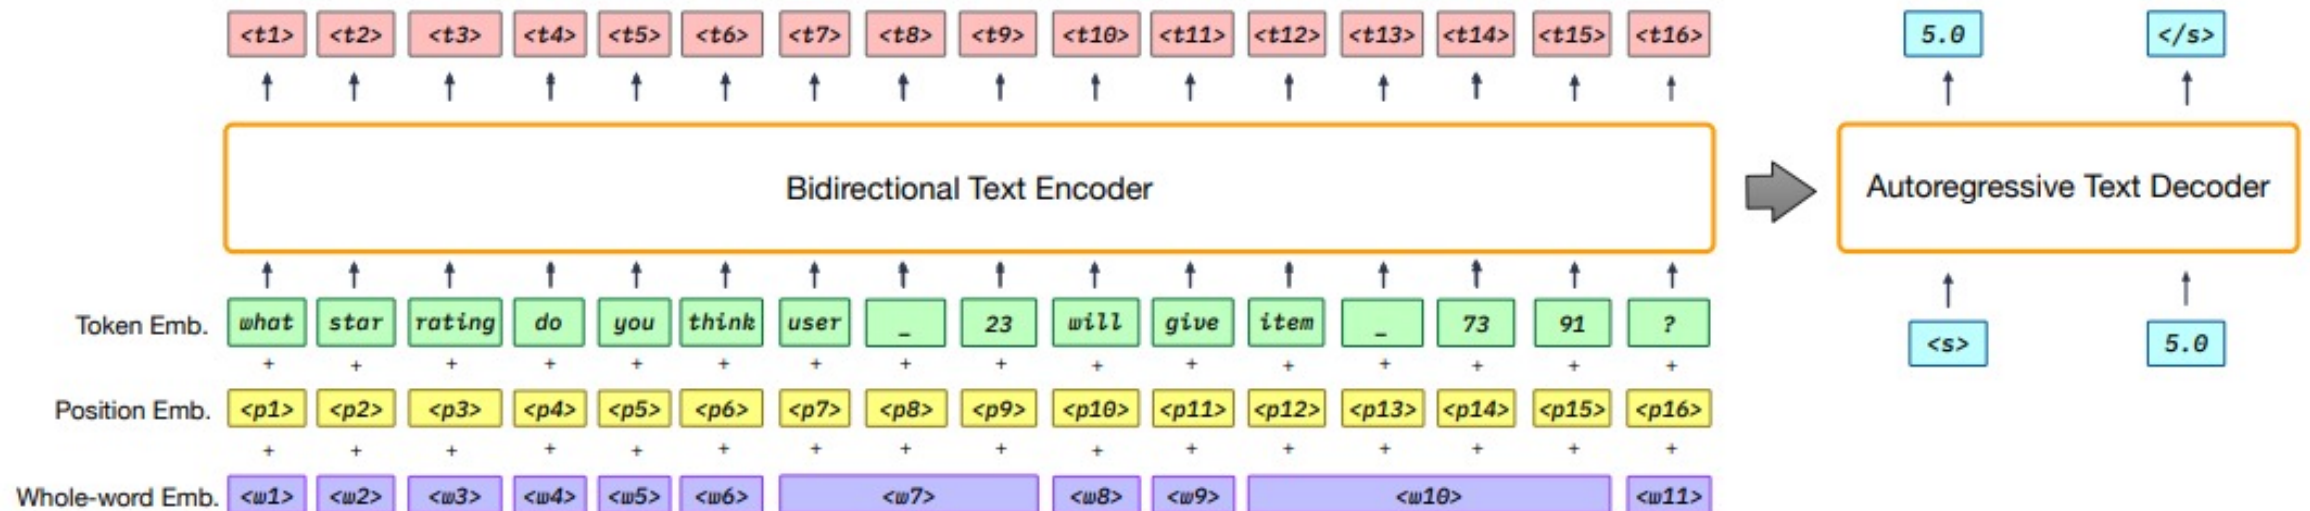 <t1> <t2> <t3> <t4> <t5> <t6> <t7> <t8> <t9> <t10> <t11> <t12> <t13> <t14> <t15> <t16> 5.0 </s>
Bidirectional Text Encoder Autoregressive Text Decoder
Token Emb. what star rating do you think user _ 23 will give item _ 73 91 ? <s> 5.0
+ + + + + + + + + + + + + + + +
Position Emb. <p1> <p2> <p3> <p4> <p5> <p6> <p7> <p8> <p9> <p10> <p11> <p12> <p13> <p14> <p15> <p16>
+ + + + + + + + + + + + + + + +
Whole-word Emb. <w1> <w2> <w3> <w4> <w5> <w6> <w7> <w8> <w9> <w10> <w11>